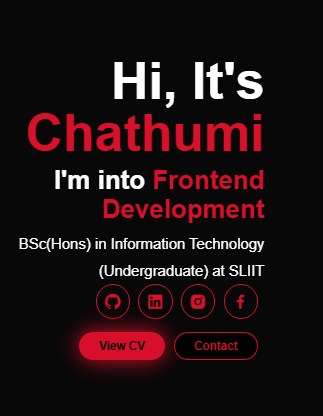 Hi, It's
Chathumi
I'm into Frontend
Development
BSc(Hons) in Information Technology
(Undergraduate) at SLIIT
View CV Contact